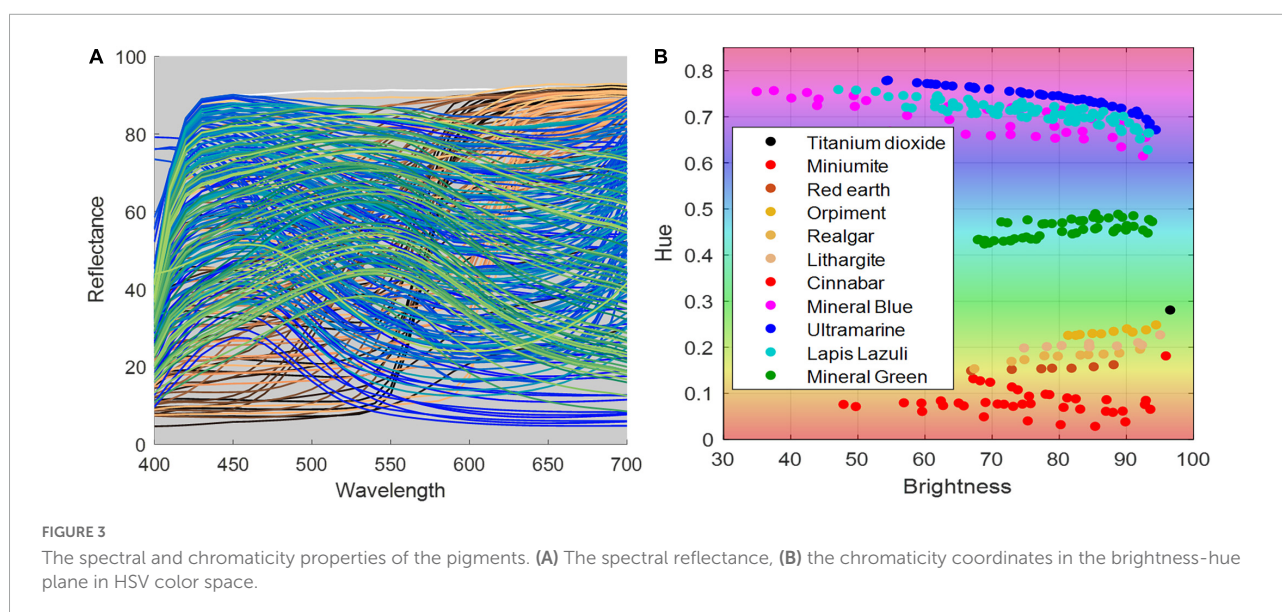 A
100
80
60
40
20
0
400 450 500 550 600 650 700
Reflectance
Wavelength
B
0.8
0.7
0.6
0.5
0.4
0.3
0.2
0.1
0
30 40 50 60 70 80 90 100
Hue
Brightness
Titanium dioxide
Miniumite
Red earth
Orpiment
Realgar
Lithargite
Cinnabar
Mineral Blue
Ultramarine
Lapis Lazuli
Mineral Green
FIGURE 3
The spectral and chromaticity properties of the pigments. (A) The spectral reflectance, (B) the chromaticity coordinates in the brightness-hue
plane in HSV color space.